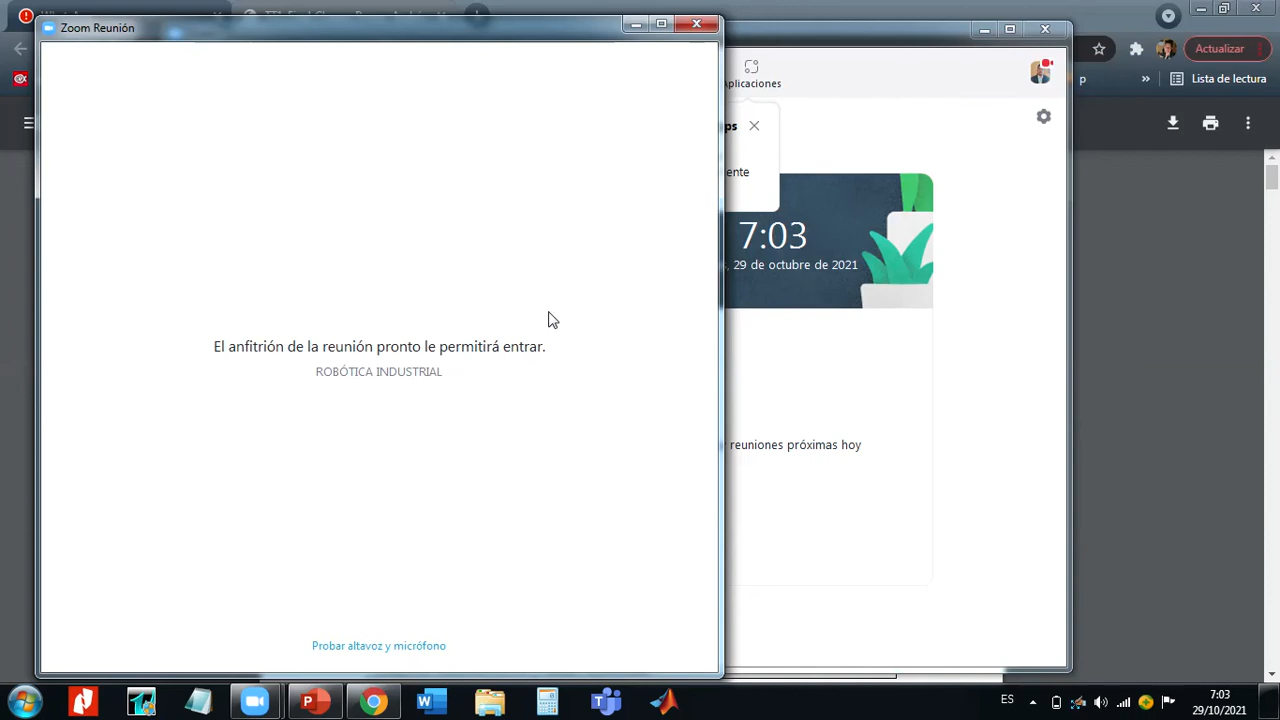 Zoom Reunión
Actualizar
p
»
Lista de lectura
Aplicaciones
ps
ente
7:03
, 29 de octubre de 2021
El anfitrión de la reunión pronto le permitirá entrar.
ROBÓTICA INDUSTRIAL
reuniones próximas hoy
Probar altavoz y micrófono
ES
7:03
29/10/2021